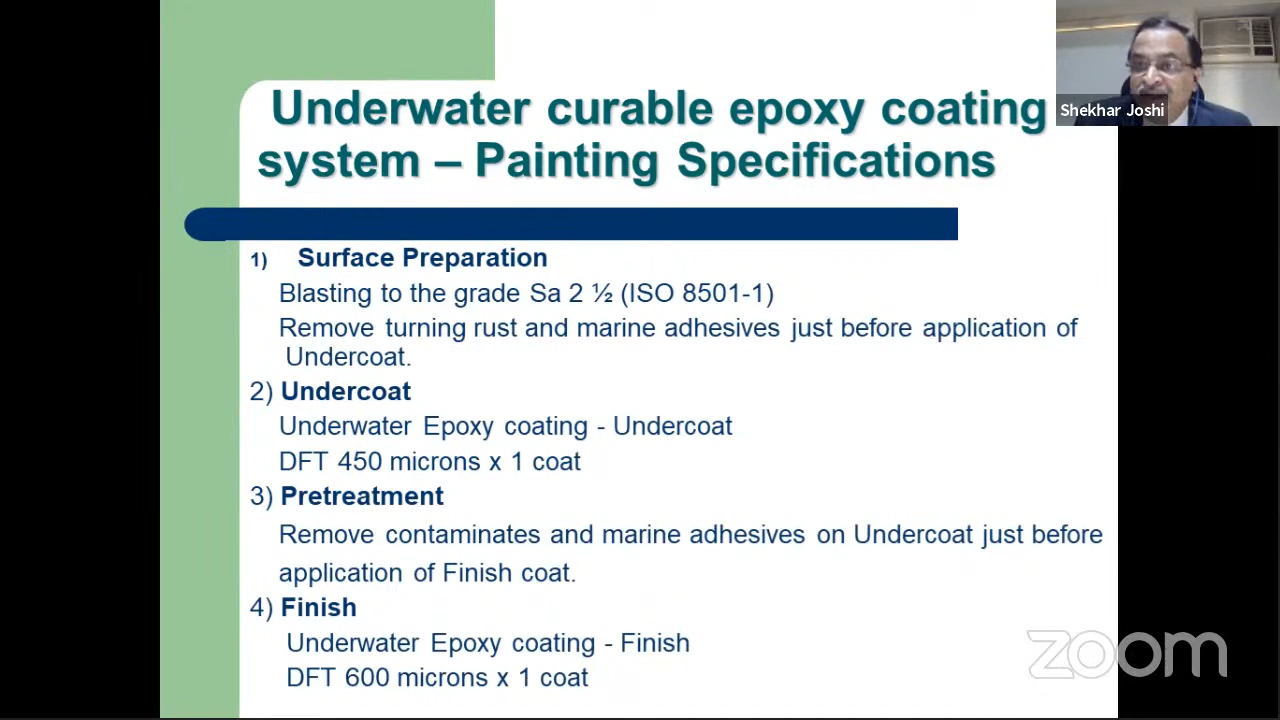 Underwater curable epoxy coating
system – Painting Specifications
Shekhar Joshi
1) Surface Preparation
Blasting to the grade Sa 2 ½ (ISO 8501-1)
Remove turning rust and marine adhesives just before application of
Undercoat.
2) Undercoat
Underwater Epoxy coating - Undercoat
DFT 450 microns x 1 coat
3) Pretreatment
Remove contaminates and marine adhesives on Undercoat just before
application of Finish coat.
4) Finish
Underwater Epoxy coating - Finish
DFT 600 microns x 1 coat
zoom